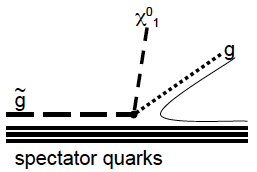 χ⁰₁
g
g̃
spectator quarks